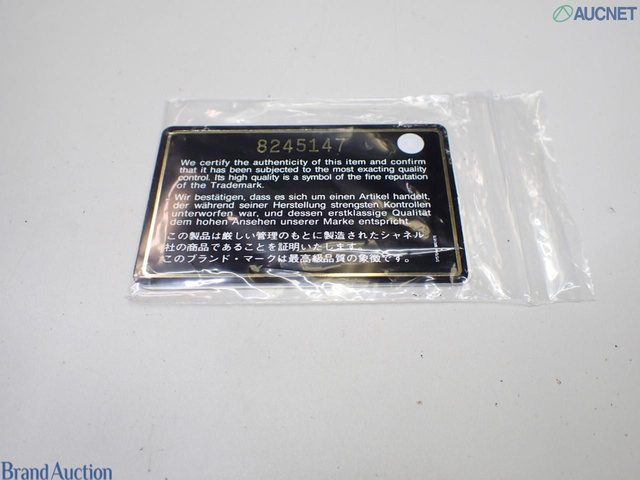 AUCNET
8245147
We certify the authenticity of this item and confirm
that it has been subjected to the most exacting quality
control. Its high quality is a symbol of the fine reputation
of the Trademark.
Wir bestätigen, dass es sich um einen Artikel handelt,
der während seiner Herstellung strengsten Kontrollen
unterworfen war, und dessen erstklassige Qualität
dem hohen Ansehen unserer Marke entspricht.
この製品は厳しい管理のもとに製造されたシャネル
社の商品であることを証明いたします。
このブランド・マークは最高級品質の象徴です。
Brand Auction